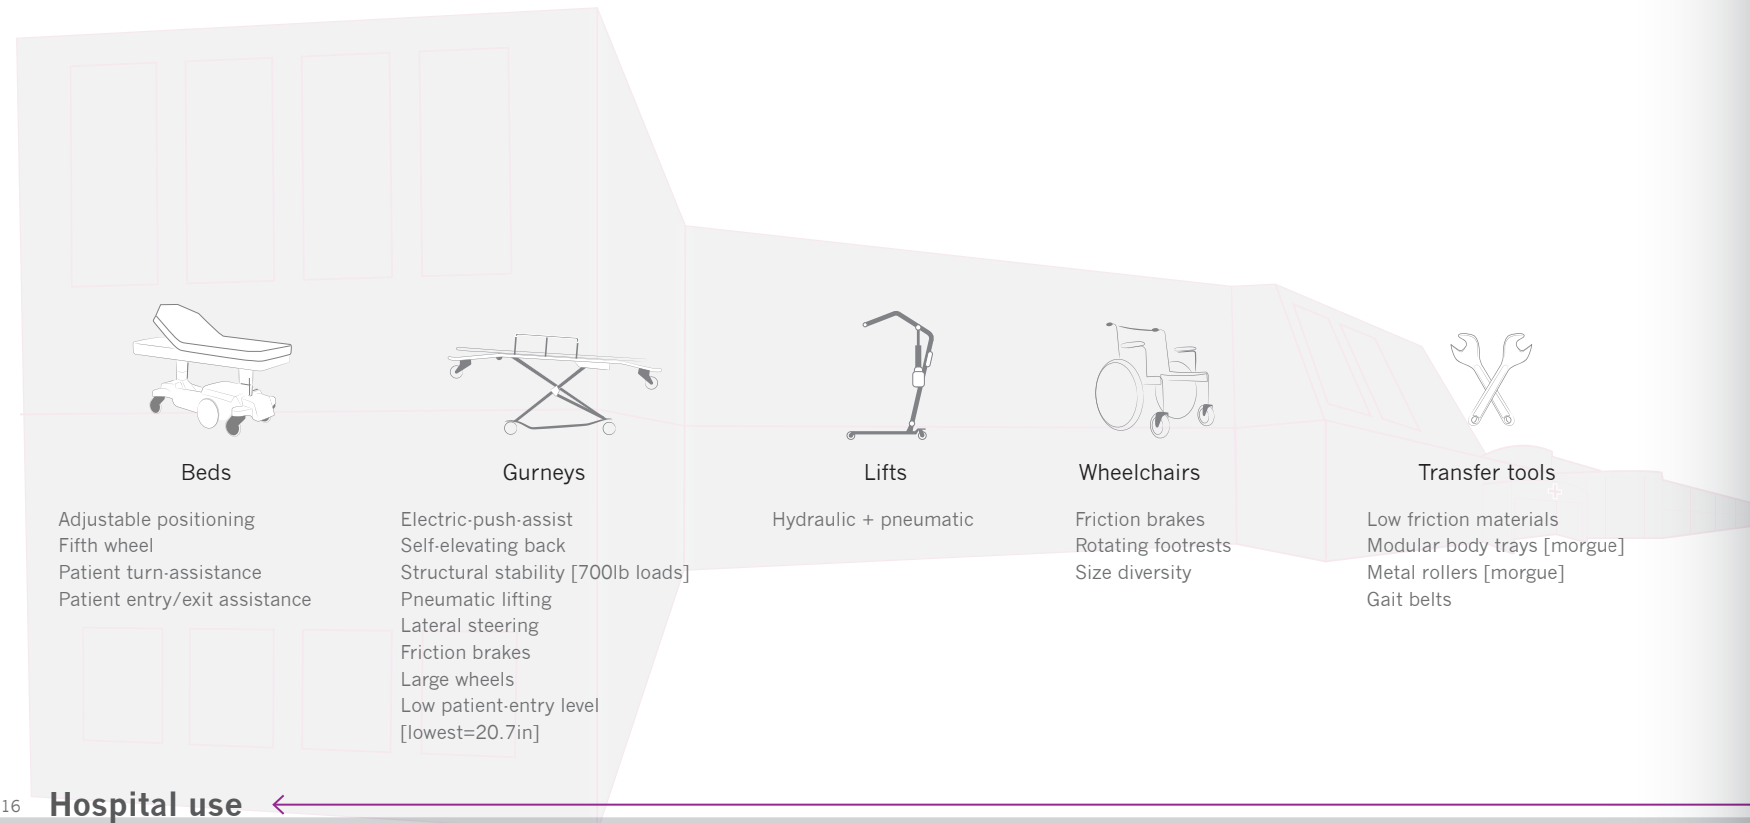 Beds
Adjustable positioning
Fifth wheel
Patient turn-assistance
Patient entry/exit assistance
Gurneys
Electric-push-assist
Self-elevating back
Structural stability [700lb loads]
Pneumatic lifting
Lateral steering
Friction brakes
Large wheels
Low patient-entry level
[lowest=20.7in]
Lifts
Hydraulic + pneumatic
Wheelchairs
Friction brakes
Rotating footrests
Size diversity
Transfer tools
Low friction materials
Modular body trays [morgue]
Metal rollers [morgue]
Gait belts
16 Hospital use